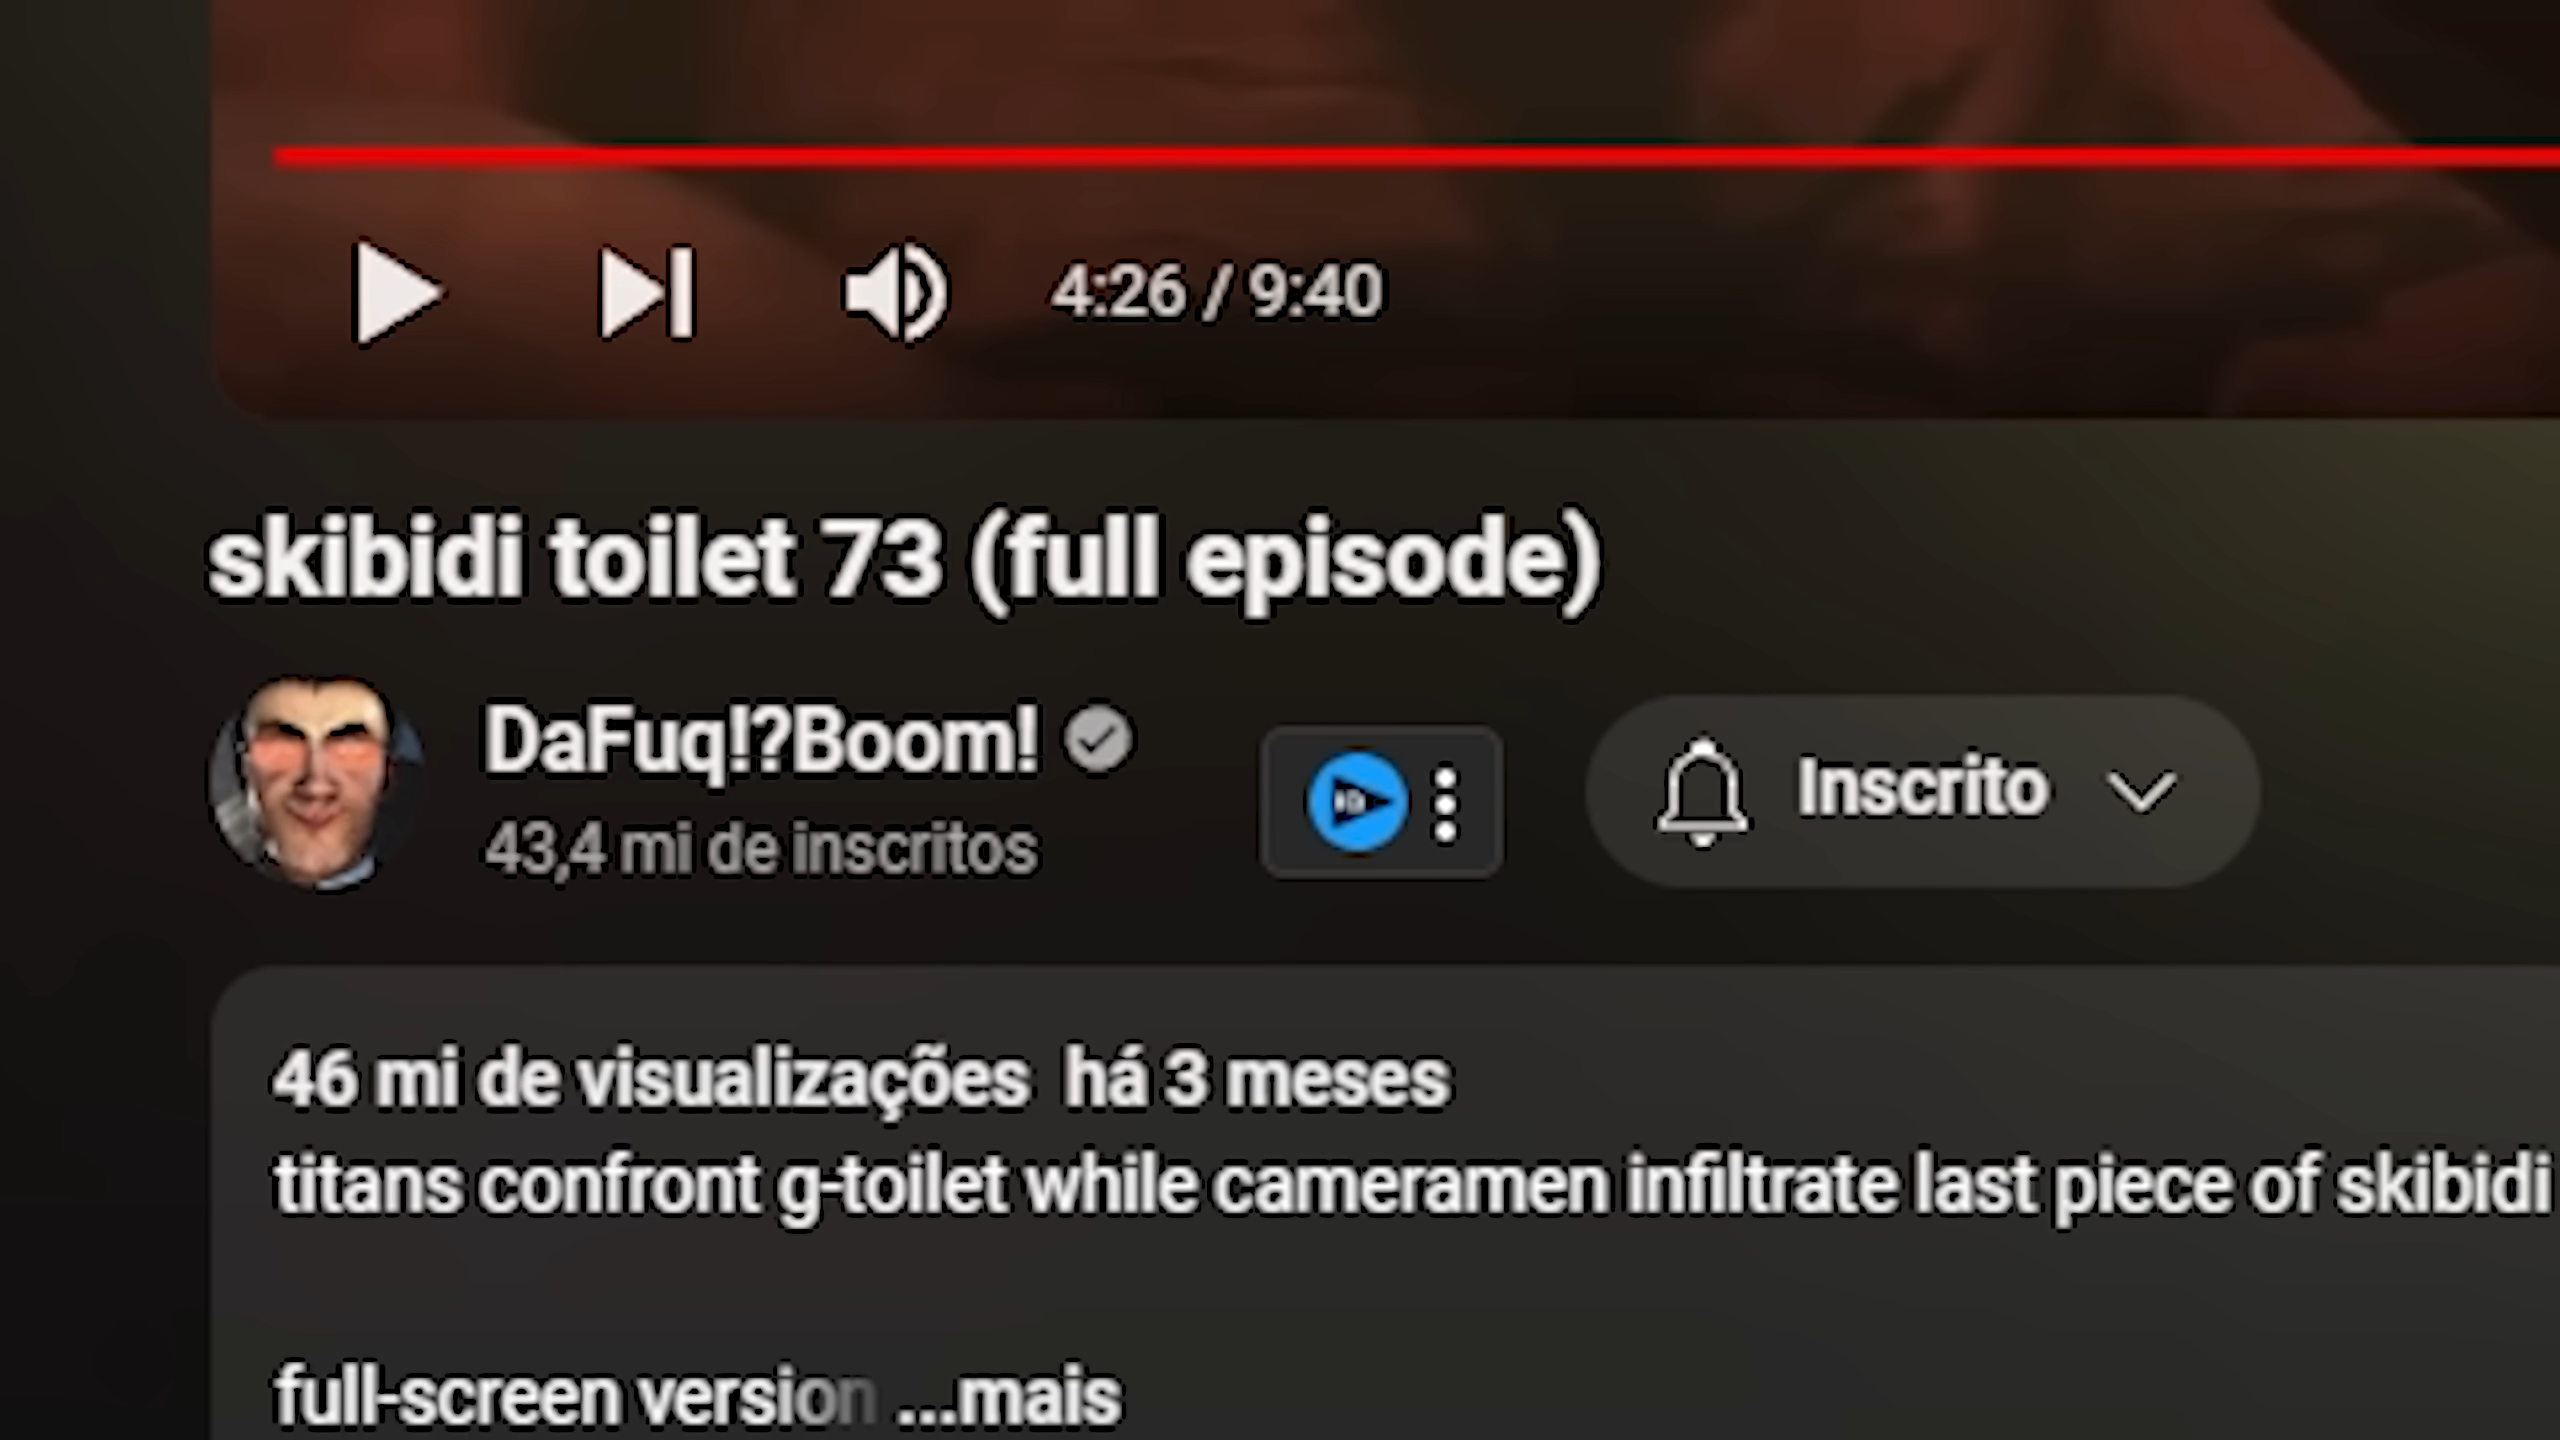 4:26 / 9:40
skibidi toilet 73 (full episode)
DaFuq!?Boom!
43,4 mi de inscritos
Inscrito
46 mi de visualizações há 3 meses
titans confront g-toilet while cameramen infiltrate last piece of skibidi
full-screen version ...mais